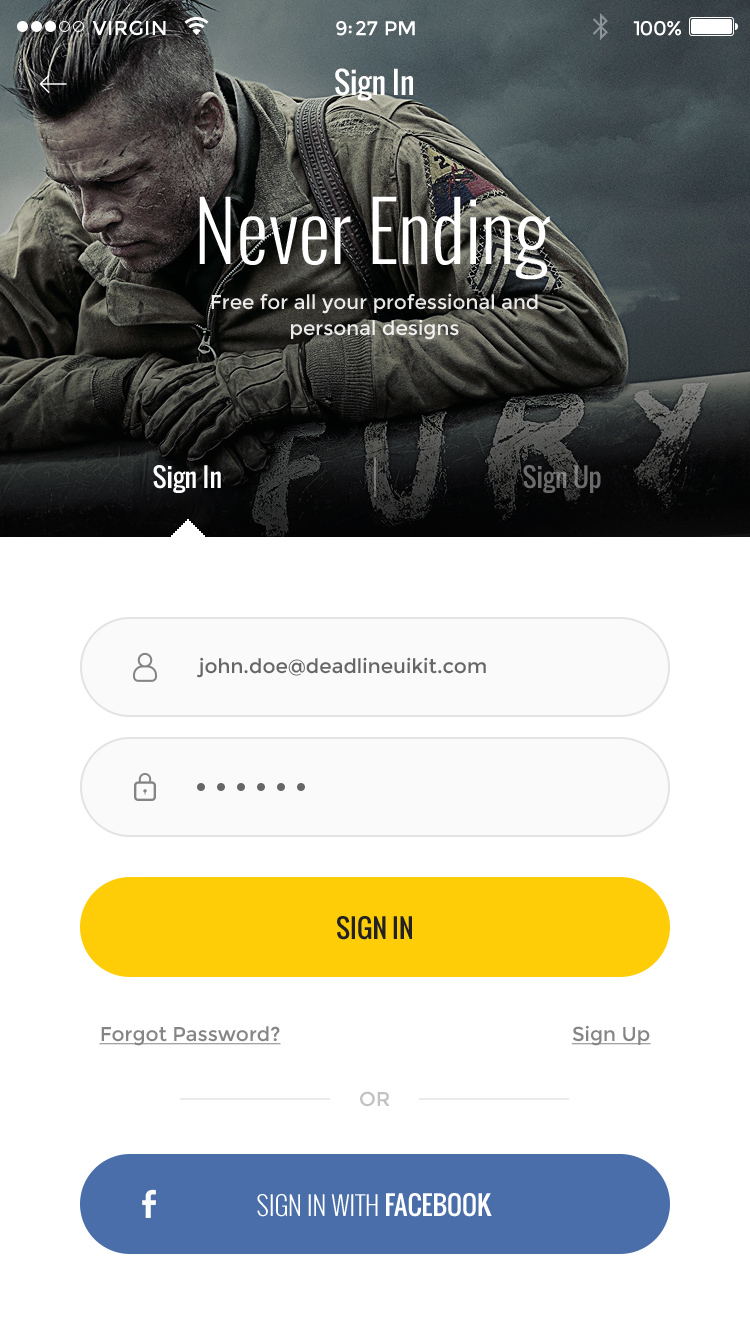 VIRGIN 9:27 PM 100%
Sign In
Never Ending
Free for all your professional and
personal designs
FURY
Sign In | Sign Up
john.doe@deadlineuikit.com
••••••
SIGN IN
Forgot Password? Sign Up
OR
f SIGN IN WITH FACEBOOK